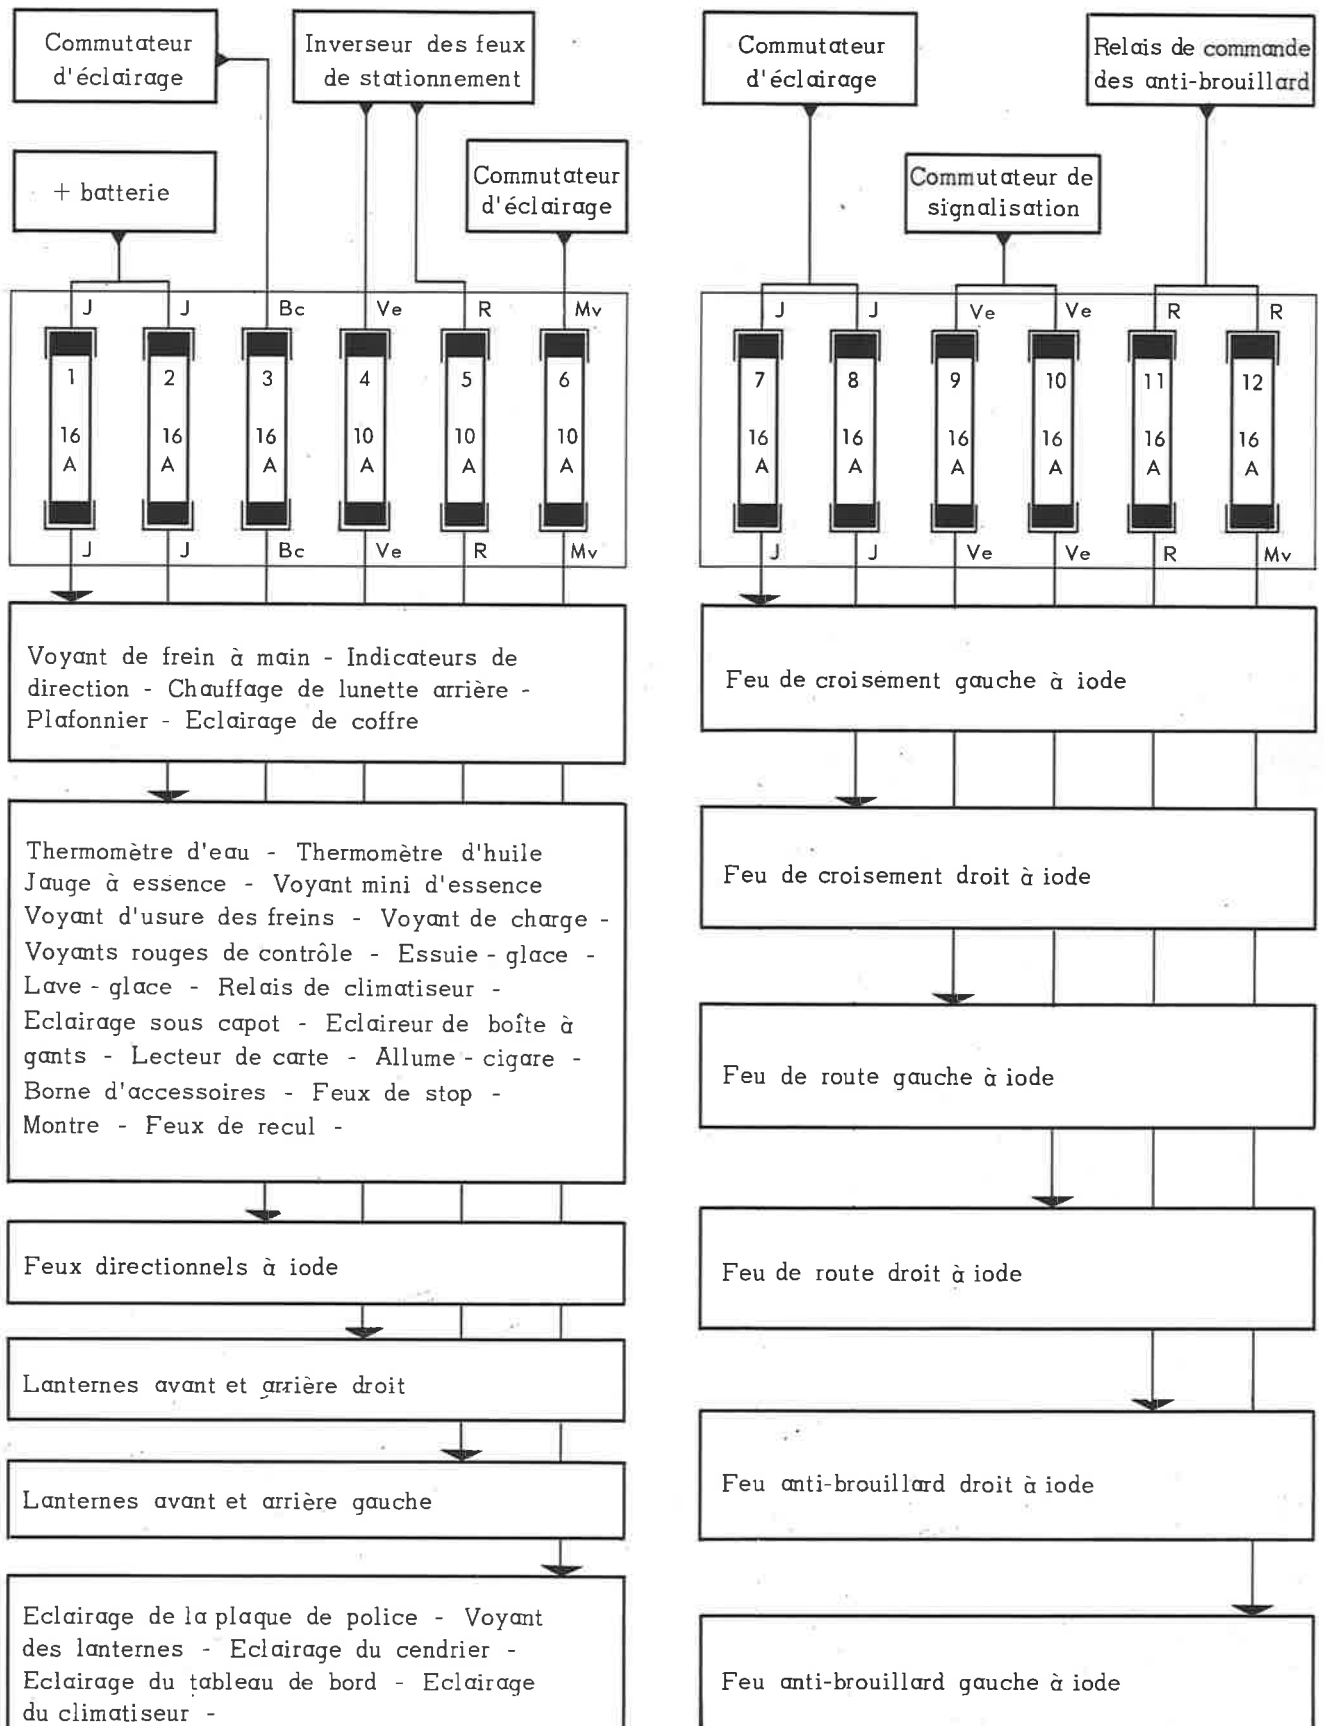 Commutateur
d'éclairage
Inverseur des feux
de stationnement
+ batterie
Commutateur
d'éclairage
J J Bc Ve R Mv
1 2 3 4 5 6
16 16 16 10 10 10
A A A A A A
J J Bc Ve R Mv
Voyant de frein à main - Indicateurs de
direction - Chauffage de lunette arrière -
Plafonnier - Eclairage de coffre
Thermomètre d'eau - Thermomètre d'huile
Jauge à essence - Voyant mini d'essence
Voyant d'usure des freins - Voyant de charge -
Voyants rouges de contrôle - Essuie - glace -
Lave - glace - Relais de climatiseur -
Eclairage sous capot - Eclaireur de boîte à
gants - Lecteur de carte - Allume - cigare -
Borne d'accessoires - Feux de stop -
Montre - Feux de recul -
Feux directionnels à iode
Lanternes avant et arrière droit
Lanternes avant et arrière gauche
Eclairage de la plaque de police - Voyant
des lanternes - Eclairage du cendrier -
Eclairage du tableau de bord - Eclairage
du climatiseur -
Commutateur
d'éclairage
Relais de commande
des anti-brouillard
Commutateur de
signalisation
J J Ve Ve R R
7 8 9 10 11 12
16 16 16 16 16 16
A A A A A A
J J Ve Ve R Mv
Feu de croisement gauche à iode
Feu de croisement droit à iode
Feu de route gauche à iode
Feu de route droit à iode
Feu anti-brouillard droit à iode
Feu anti-brouillard gauche à iode